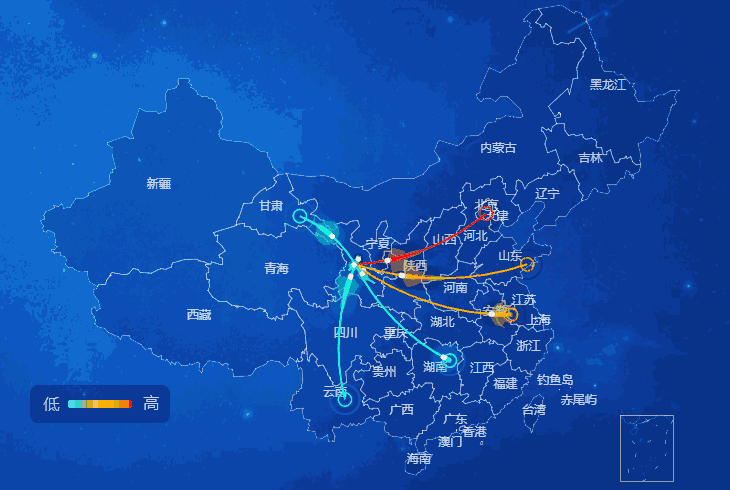 黑龙江
内蒙古
吉林
新疆
辽宁
甘肃
北京
天津
宁夏
山西
河北
山东
陕西
青海
河南
江苏
西藏
安徽
上海
湖北
四川
重庆
浙江
湖南
江西
贵州
福建
钓鱼岛
云南
赤尾屿
低
高
广西
台湾
广东
香港
澳门
海南